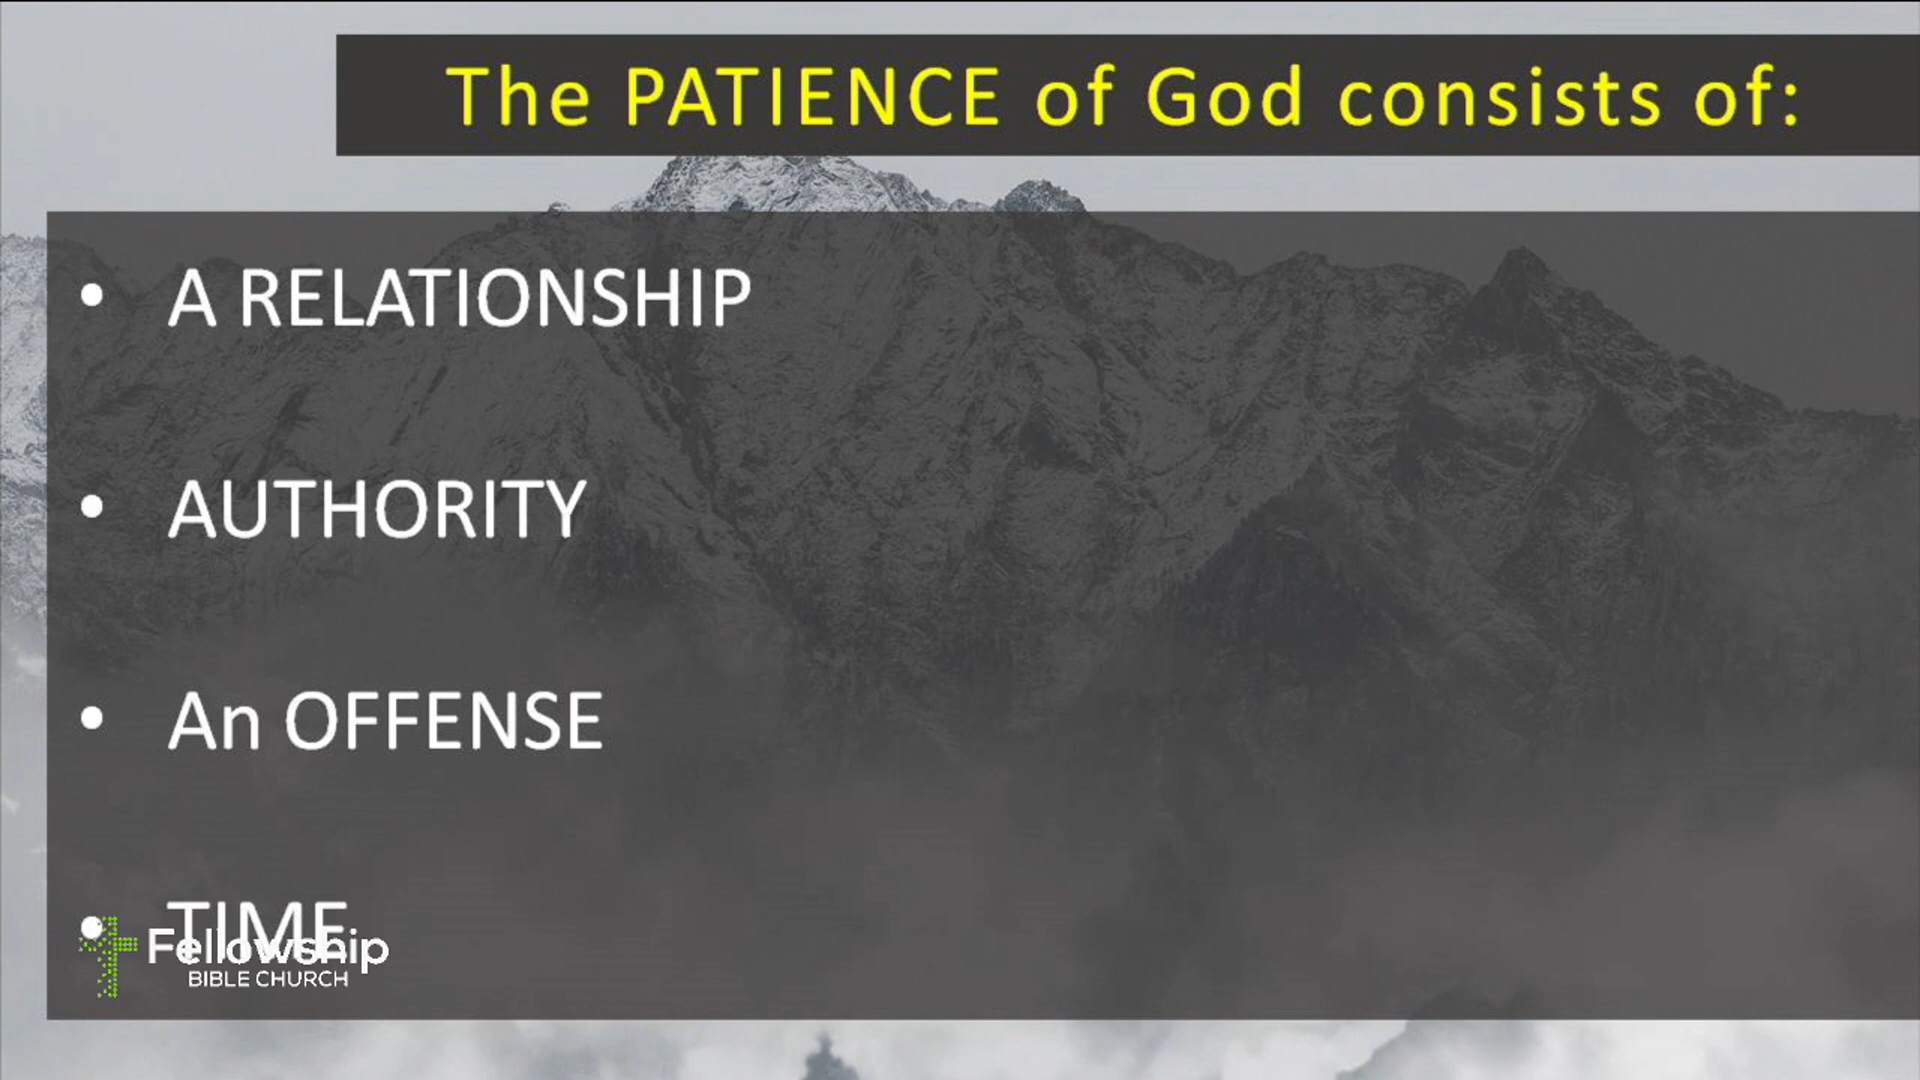 The PATIENCE of God consists of:
• A RELATIONSHIP
• AUTHORITY
• An OFFENSE
• TIME
Fellowship
BIBLE CHURCH